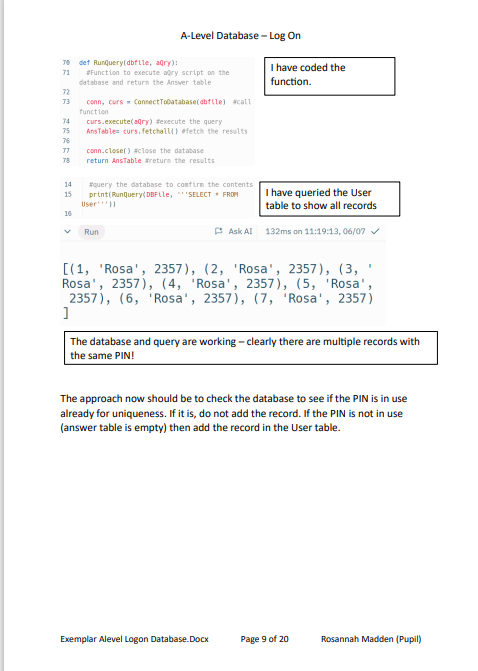 A-Level Database – Log On
70 def RunQuery(dbfile, aQry):
71 #Function to execute aQry script on the
database and return the Answer table
72
73 conn, curs = ConnectToDatabase(dbfile) #call
function
74 curs.execute(aQry) #execute the query
75 AnsTable= curs.fetchall() #fetch the results
76
77 conn.close() #close the database
78 return AnsTable #return the results
I have coded the
function.
14 #query the database to comfirm the contents
15 print(RunQuery(DBFile, '''SELECT * FROM
User'''))
16
I have queried the User
table to show all records
Run Ask AI 132ms on 11:19:13, 06/07
[(1, 'Rosa', 2357), (2, 'Rosa', 2357), (3, '
Rosa', 2357), (4, 'Rosa', 2357), (5, 'Rosa',
2357), (6, 'Rosa', 2357), (7, 'Rosa', 2357)
]
The database and query are working – clearly there are multiple records with
the same PIN!
The approach now should be to check the database to see if the PIN is in use
already for uniqueness. If it is, do not add the record. If the PIN is not in use
(answer table is empty) then add the record in the User table.
Exemplar Alevel Logon Database.Docx Page 9 of 20 Rosannah Madden (Pupil)